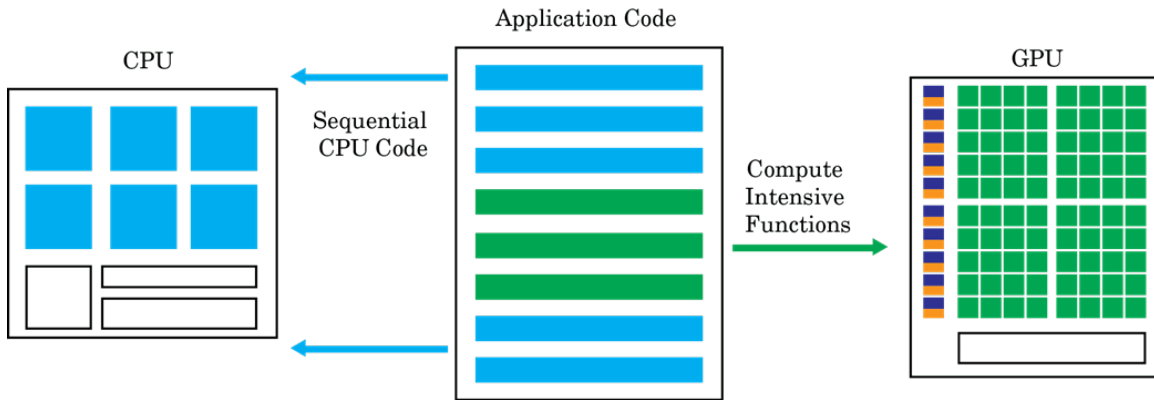 Application Code
CPU
GPU
Sequential
CPU Code
Compute
Intensive
Functions